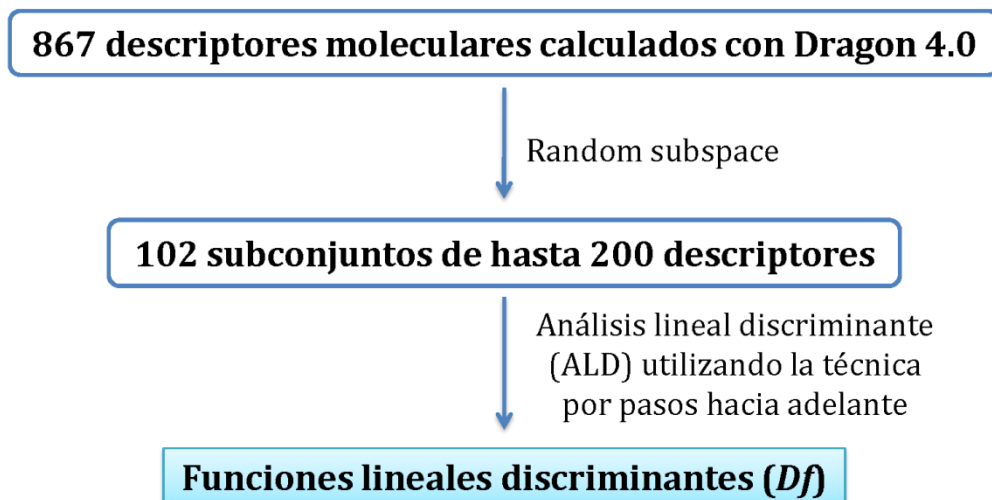 867 descriptores moleculares calculados con Dragon 4.0
Random subspace
102 subconjuntos de hasta 200 descriptores
Análisis lineal discriminante
(ALD) utilizando la técnica
por pasos hacia adelante
Funciones lineales discriminantes (Df)